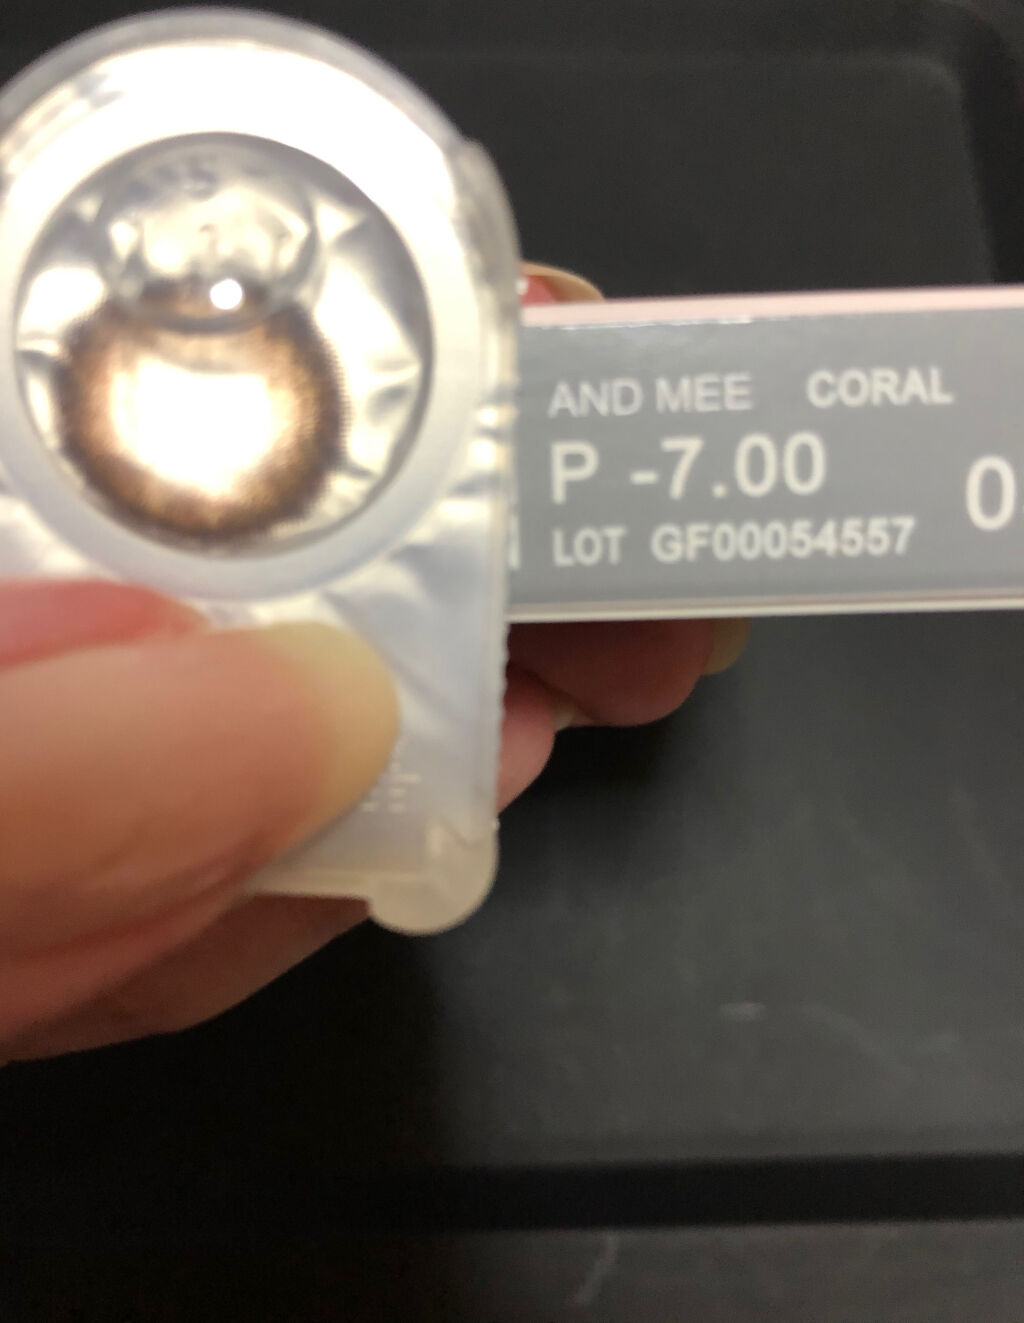 AND MEE CORAL
P -7.00
LOT GF00054557